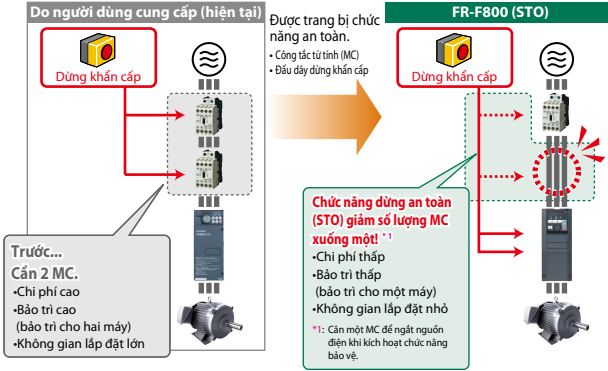 Do người dùng cung cấp (hiện tại)
Dừng khẩn cấp
Trước...
Cần 2 MC.
•Chi phí cao
•Bảo trì cao
(bảo trì cho hai máy)
•Không gian lắp đặt lớn
Được trang bị chức
năng an toàn.
• Công tắc từ tính (MC)
• Đấu dây dừng khẩn cấp
FR-F800 (STO)
Dừng khẩn cấp
Chức năng dừng an toàn
(STO) giảm số lượng MC
xuống một! *1
•Chi phí thấp
•Bảo trì thấp
(bảo trì cho một máy)
•Không gian lắp đặt nhỏ
*1: Cần một MC để ngắt nguồn
điện khi kích hoạt chức năng
bảo vệ.